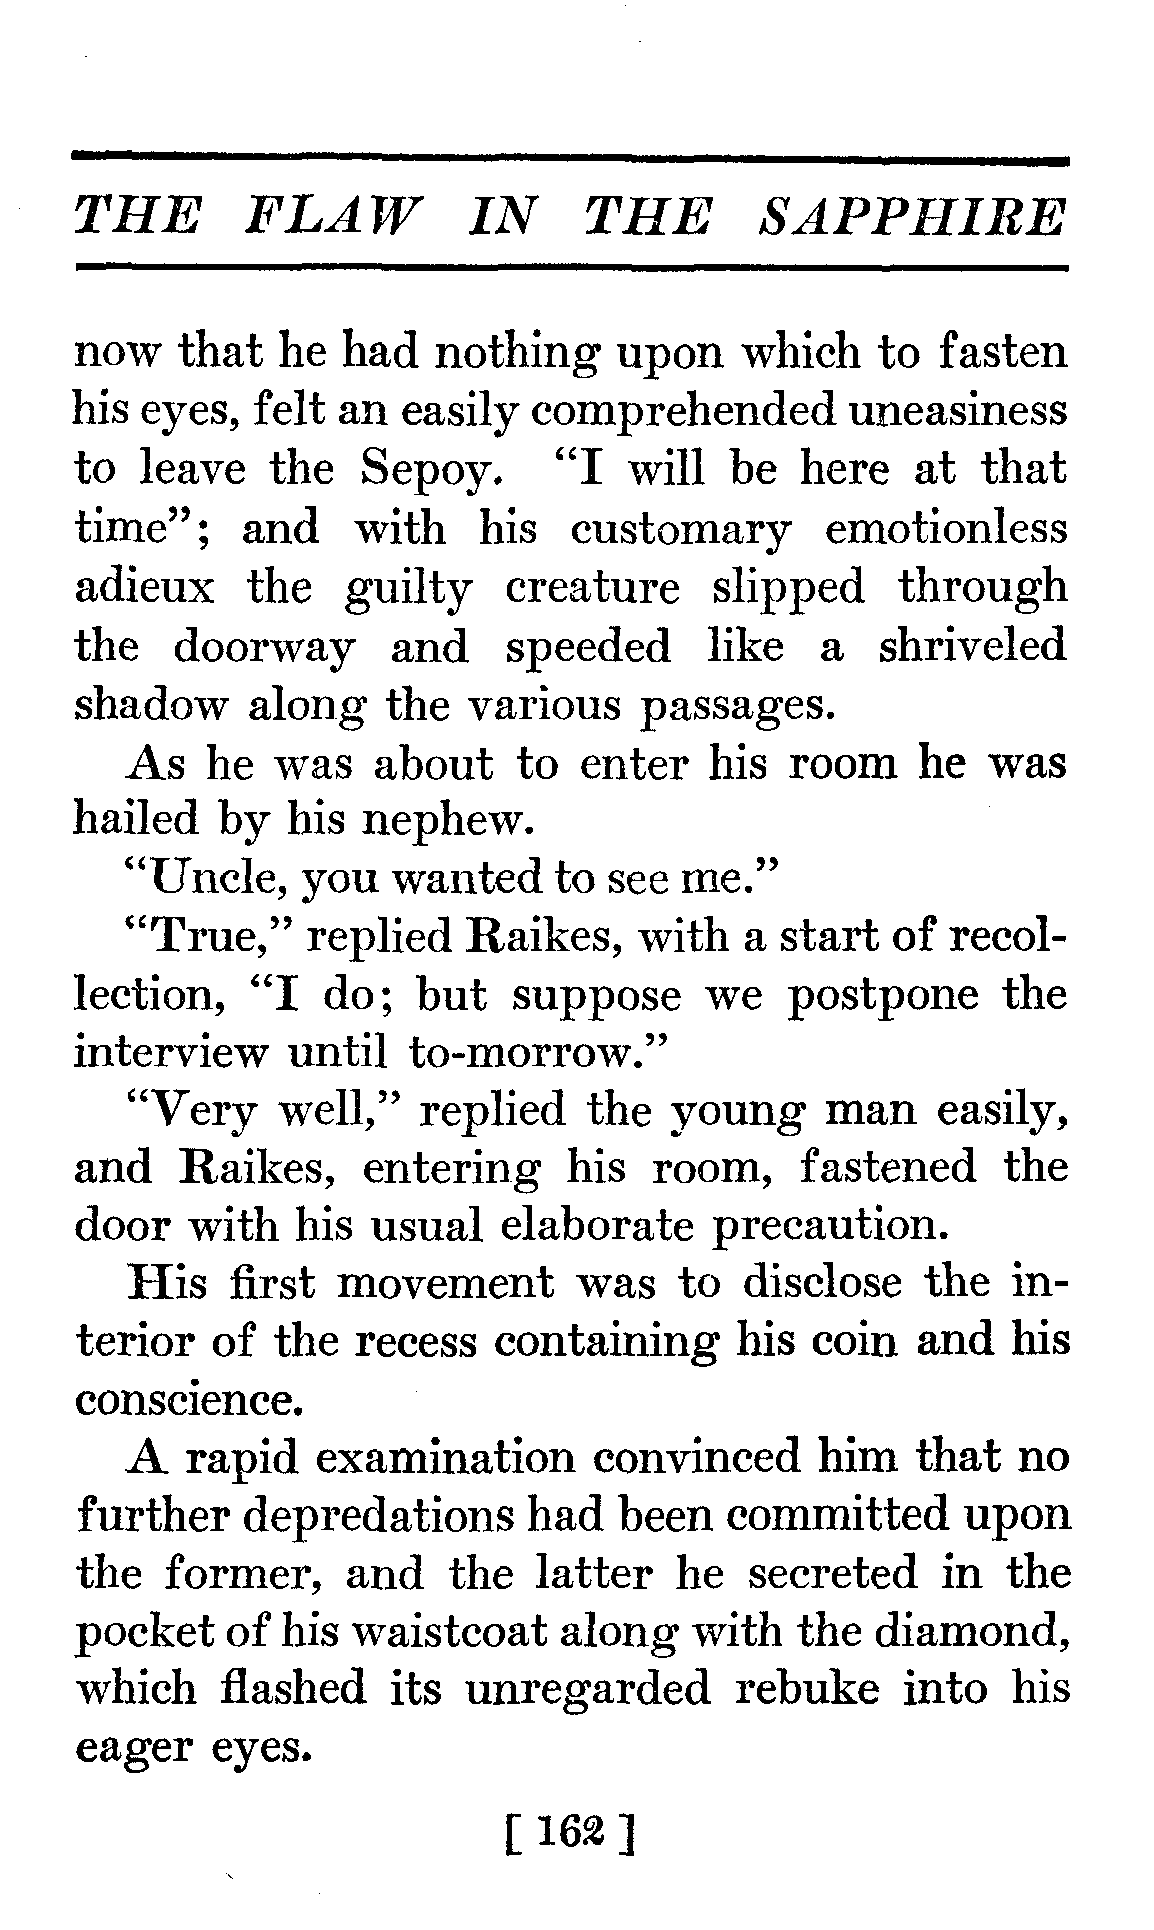 THE FLAW IN THE SAPPHIRE
now that he had nothing upon which to fasten
his eyes, felt an easily comprehended uneasiness
to leave the Sepoy. “I will be here at that
time”; and with his customary emotionless
adieux the guilty creature slipped through
the doorway and speeded like a shriveled
shadow along the various passages.
As he was about to enter his room he was
hailed by his nephew.
“Uncle, you wanted to see me.”
“True,” replied Raikes, with a start of recol-
lection, “I do; but suppose we postpone the
interview until to-morrow.”
“Very well,” replied the young man easily,
and Raikes, entering his room, fastened the
door with his usual elaborate precaution.
His first movement was to disclose the in-
terior of the recess containing his coin and his
conscience.
A rapid examination convinced him that no
further depredations had been committed upon
the former, and the latter he secreted in the
pocket of his waistcoat along with the diamond,
which flashed its unregarded rebuke into his
eager eyes.
[ 162 ]